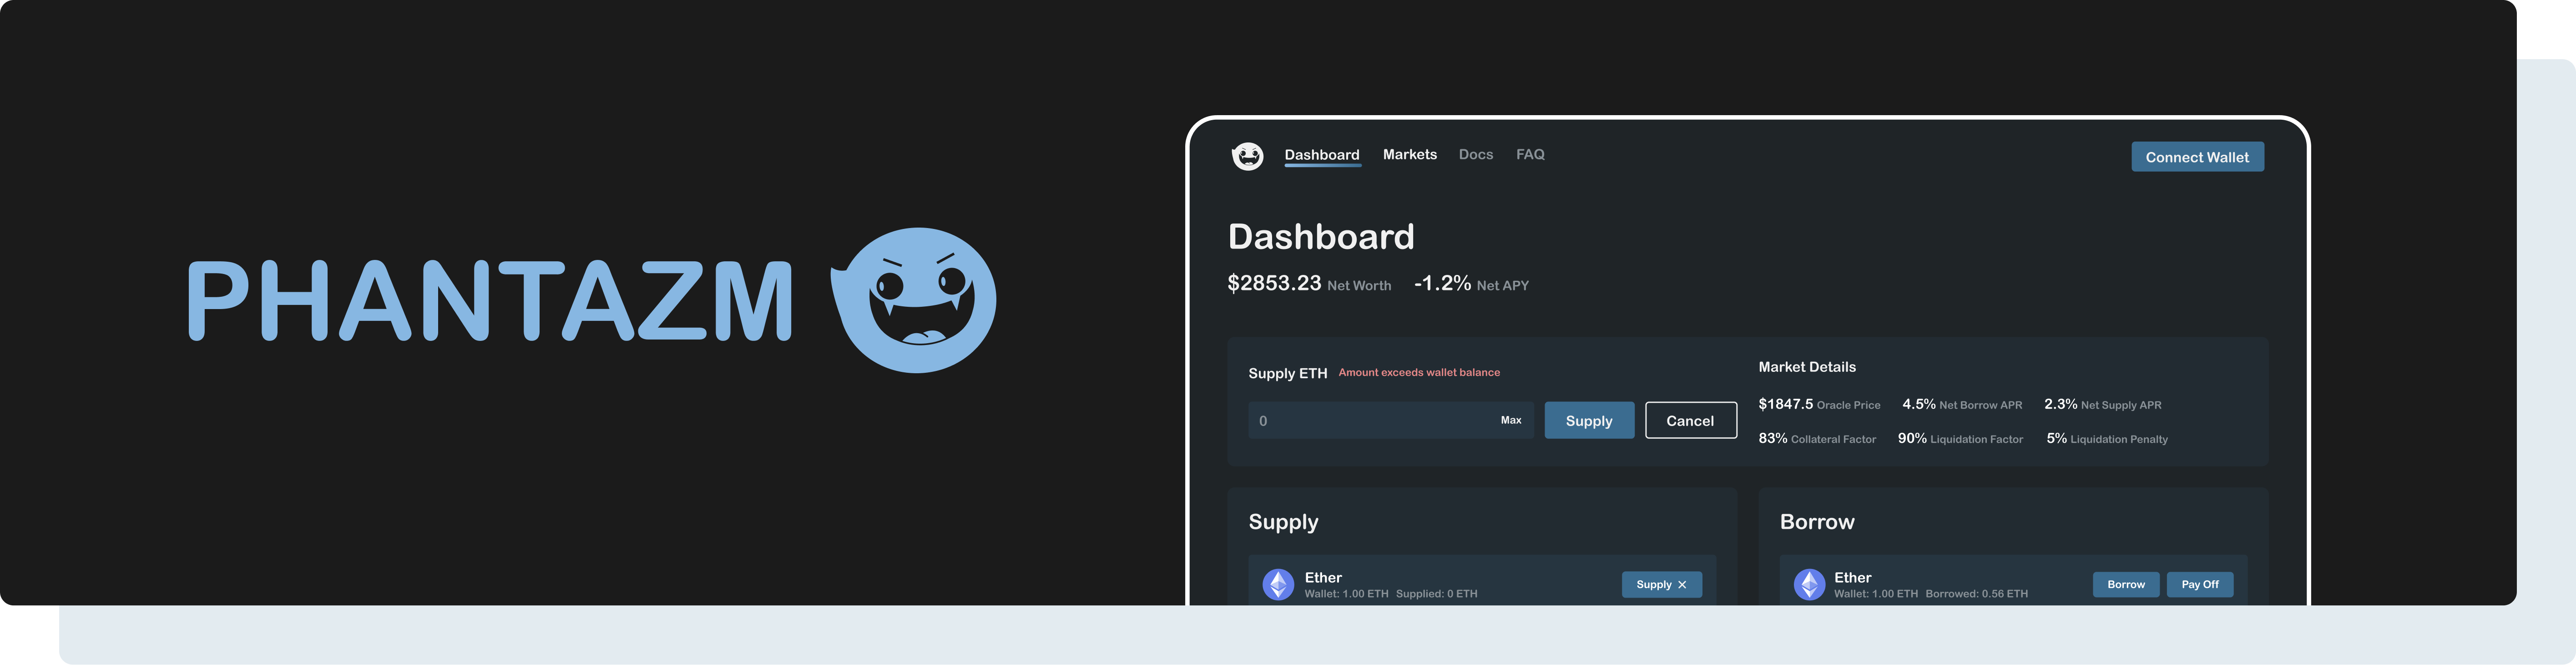 PHANTAZM
Dashboard Markets Docs FAQ Connect Wallet
Dashboard
$2853.23 Net Worth -1.2% Net APY
Supply ETH Amount exceeds wallet balance
0 Max Supply Cancel
Market Details
$1847.5 Oracle Price 4.5% Net Borrow APR 2.3% Net Supply APR
83% Collateral Factor 90% Liquidation Factor 5% Liquidation Penalty
Supply
Ether
Wallet: 1.00 ETH Supplied: 0 ETH
Supply ✕
Borrow
Ether
Wallet: 1.00 ETH Borrowed: 0.56 ETH
Borrow Pay Off